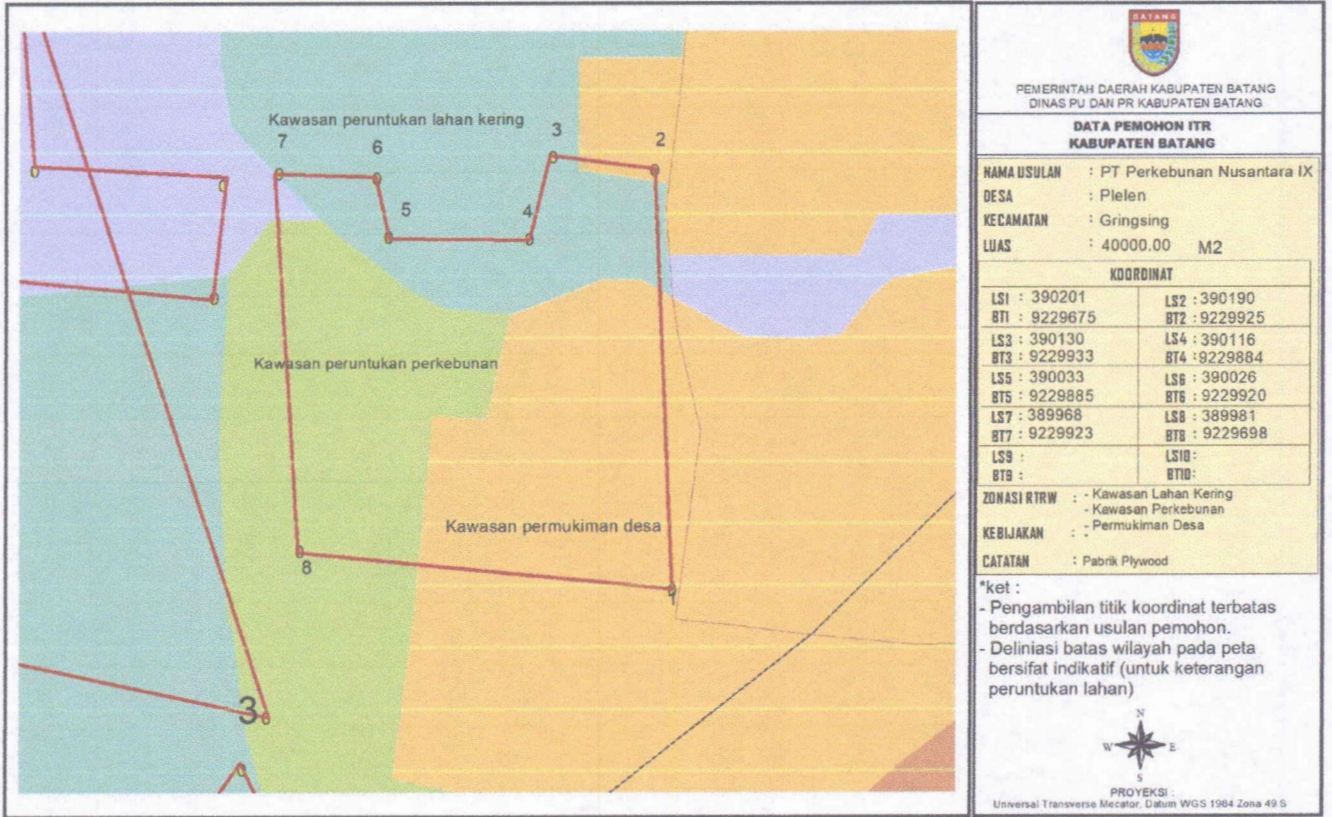 Kawasan peruntukan lahan kering
7
6
3
2
5
4
Kawasan peruntukan perkebunan
Kawasan permukiman desa
8
1
3
BATANG
PEMERINTAH DAERAH KABUPATEN BATANG
DINAS PU DAN PR KABUPATEN BATANG
DATA PEMOHON ITR
KABUPATEN BATANG
NAMA USULAN : PT Perkebunan Nusantara IX
DESA : Plelen
KECAMATAN : Gringsing
LUAS : 40000.00 M2
KOORDINAT
LS1 : 390201 LS2 : 390190
BT1 : 9229675 BT2 : 9229925
LS3 : 390130 LS4 : 390116
BT3 : 9229933 BT4 : 9229884
LS5 : 390033 LS6 : 390026
BT5 : 9229885 BT6 : 9229920
LS7 : 389968 LS8 : 389981
BT7 : 9229923 BT8 : 9229698
LS9 : LS10:
BT9 : BT10:
ZONASI RTRW : - Kawasan Lahan Kering
- Kawasan Perkebunan
- Permukiman Desa
KEBIJAKAN : -
CATATAN : Pabrik Plywood
*ket :
- Pengambilan titik koordinat terbatas
berdasarkan usulan pemohon.
- Deliniasi batas wilayah pada peta
bersifat indikatif (untuk keterangan
peruntukan lahan)
N
W E
S
PROYEKSI :
Universal Transverse Mecator, Datum WGS 1984 Zona 49 S